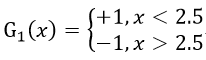 G₁(x) = {+1, x < 2.5
−1, x > 2.5